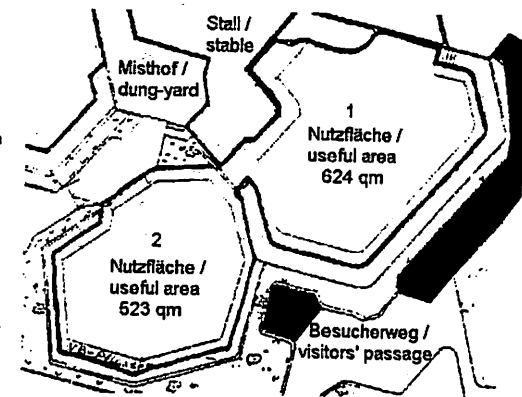 Stall /
stable
Misthof /
dung-yard
1
Nutzfläche /
useful area
624 qm
2
Nutzfläche /
useful area
523 qm
Besucherweg /
visitors' passage